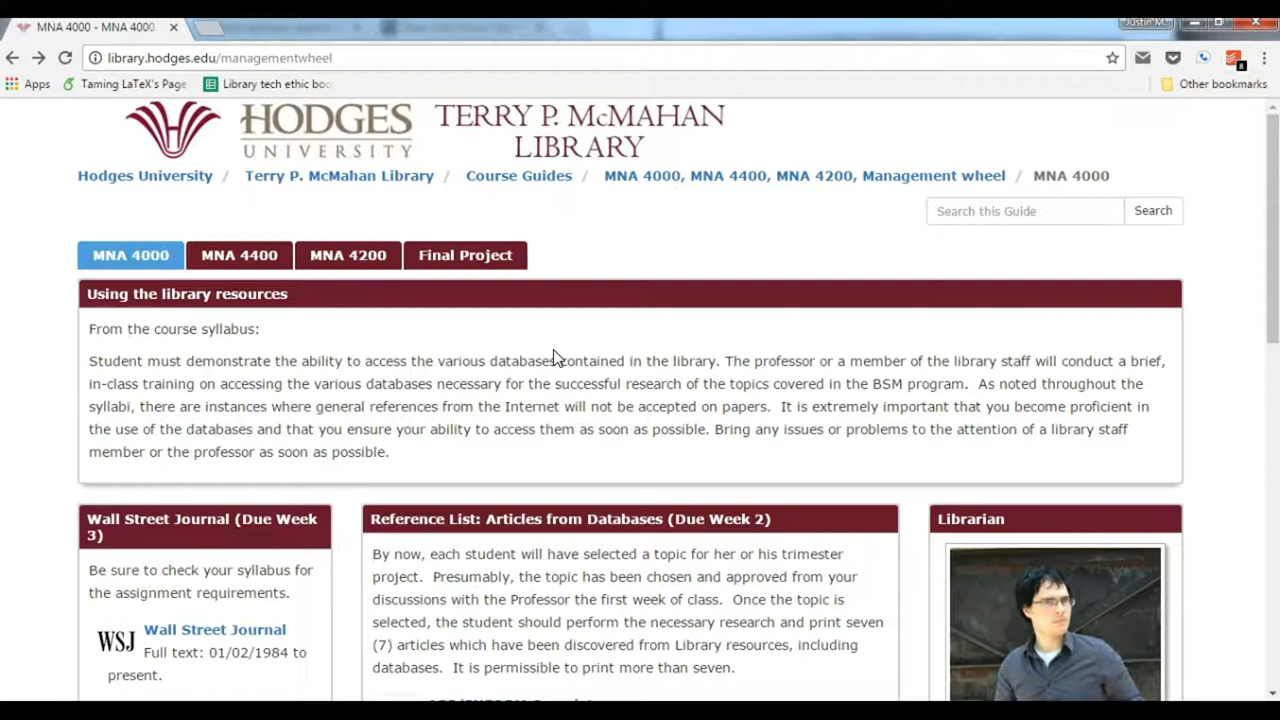 MNA 4000 - MNA 4000
Justin M.
library.hodges.edu/managementwheel
8
Apps
Taming LaTeX's Page
Library tech ethic boo
Other bookmarks
HODGES
UNIVERSITY
TERRY P. McMAHAN
LIBRARY
Hodges University / Terry P. McMahan Library / Course Guides / MNA 4000, MNA 4400, MNA 4200, Management wheel / MNA 4000
Search this Guide
Search
MNA 4000
MNA 4400
MNA 4200
Final Project
Using the library resources
From the course syllabus:
Student must demonstrate the ability to access the various databases contained in the library. The professor or a member of the library staff will conduct a brief,
in-class training on accessing the various databases necessary for the successful research of the topics covered in the BSM program. As noted throughout the
syllabi, there are instances where general references from the Internet will not be accepted on papers. It is extremely important that you become proficient in
the use of the databases and that you ensure your ability to access them as soon as possible. Bring any issues or problems to the attention of a library staff
member or the professor as soon as possible.
Wall Street Journal (Due Week
3)
Be sure to check your syllabus for
the assignment requirements.
WSJ
Wall Street Journal
Full text: 01/02/1984 to
present.
Reference List: Articles from Databases (Due Week 2)
By now, each student will have selected a topic for her or his trimester
project. Presumably, the topic has been chosen and approved from your
discussions with the Professor the first week of class. Once the topic is
selected, the student should perform the necessary research and print seven
(7) articles which have been discovered from Library resources, including
databases. It is permissible to print more than seven.
Librarian